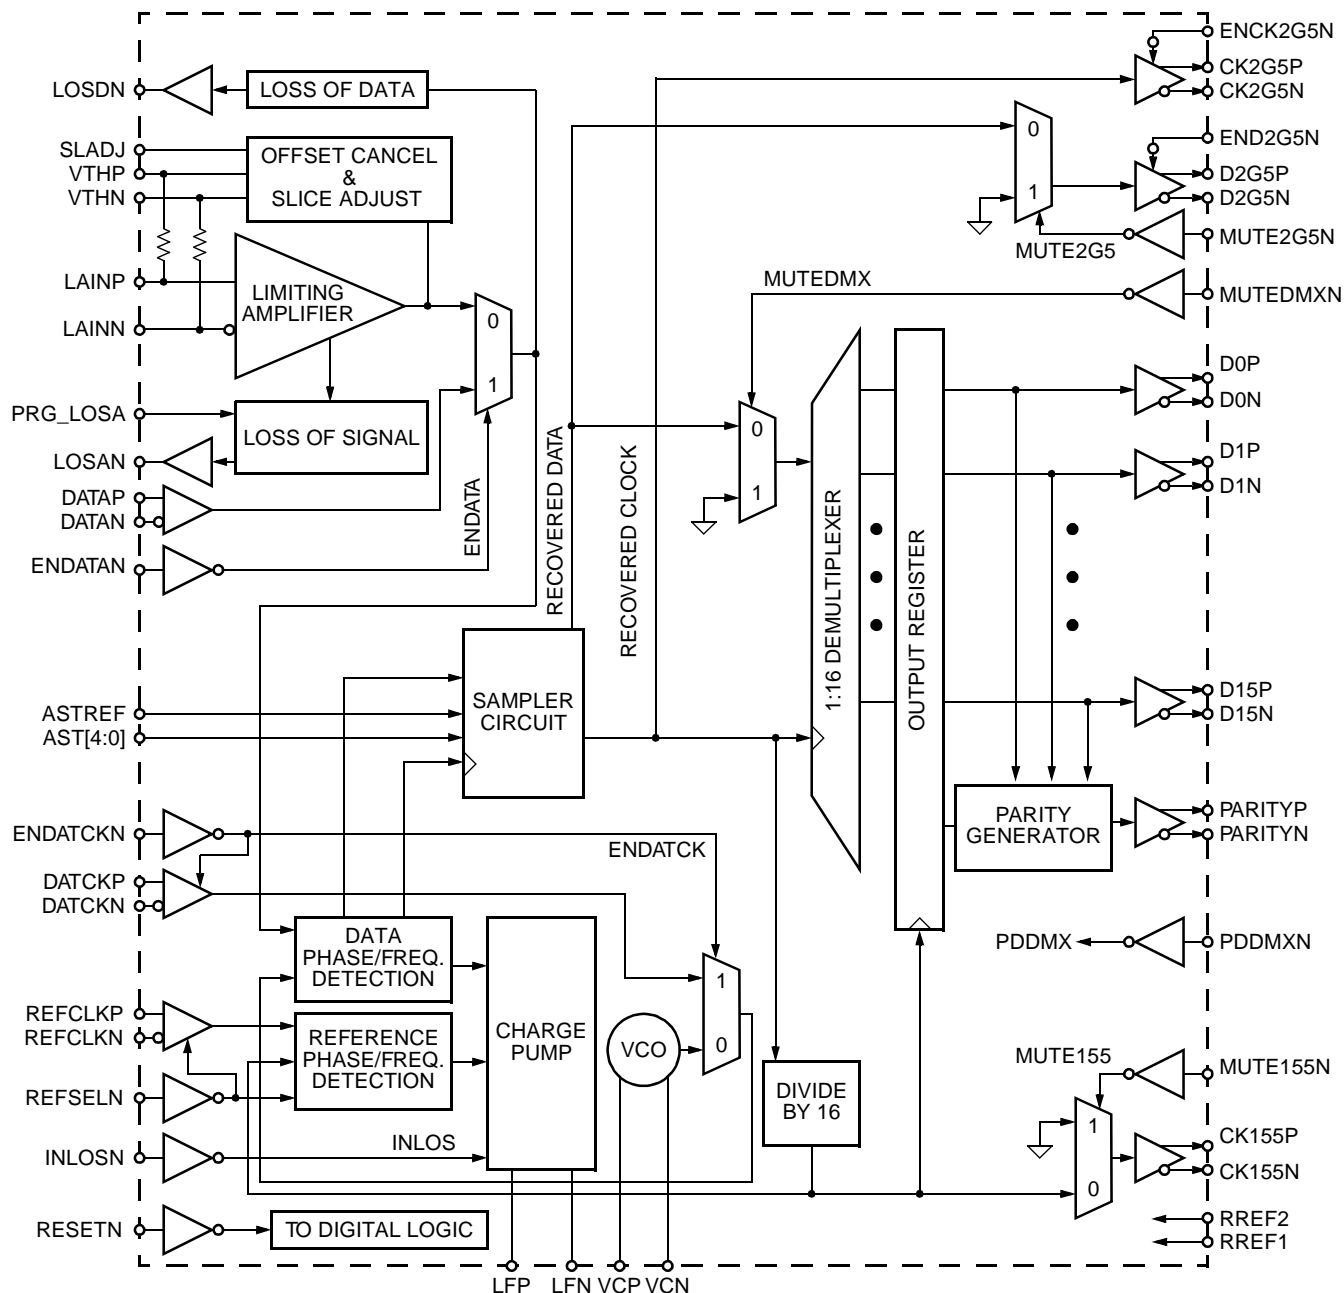 ENCK2G5N
CK2G5P
CK2G5N
LOSDN
LOSS OF DATA
0
1
END2G5N
D2G5P
D2G5N
MUTE2G5N
MUTE2G5
SLADJ
VTHP
VTHN
OFFSET CANCEL
&
SLICE ADJUST
LAINP
LAINN
LIMITING
AMPLIFIER
0
1
MUTEDMX
MUTEDMXN
PRG_LOSA
LOSAN
LOSS OF SIGNAL
DATAP
DATAN
ENDATAN
ENDATA
RECOVERED DATA
RECOVERED CLOCK
0
1
1:16 DEMULTIPLEXER
OUTPUT REGISTER
D0P
D0N
D1P
D1N
D15P
D15N
ASTREF
AST[4:0]
SAMPLER
CIRCUIT
PARITY
GENERATOR
PARITYP
PARITYN
ENDATCKN
ENDATCK
DATCKP
DATCKN
DATA
PHASE/FREQ.
DETECTION
CHARGE
PUMP
1
0
VCO
PDDMX
PDDMXN
REFCLKP
REFCLKN
REFERENCE
PHASE/FREQ.
DETECTION
REFSELN
DIVIDE
BY 16
MUTE155
MUTE155N
1
0
CK155P
CK155N
INLOSN
INLOS
RESETN
TO DIGITAL LOGIC
RREF2
RREF1
LFP
LFN
VCP
VCN